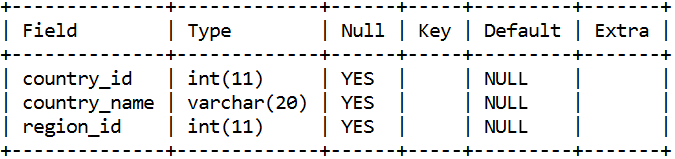 +--------------+-------------+------+-----+---------+-------+
| Field        | Type        | Null | Key | Default | Extra |
+--------------+-------------+------+-----+---------+-------+
| country_id   | int(11)     | YES  |     | NULL    |       |
| country_name | varchar(20) | YES  |     | NULL    |       |
| region_id    | int(11)     | YES  |     | NULL    |       |
+--------------+-------------+------+-----+---------+-------+